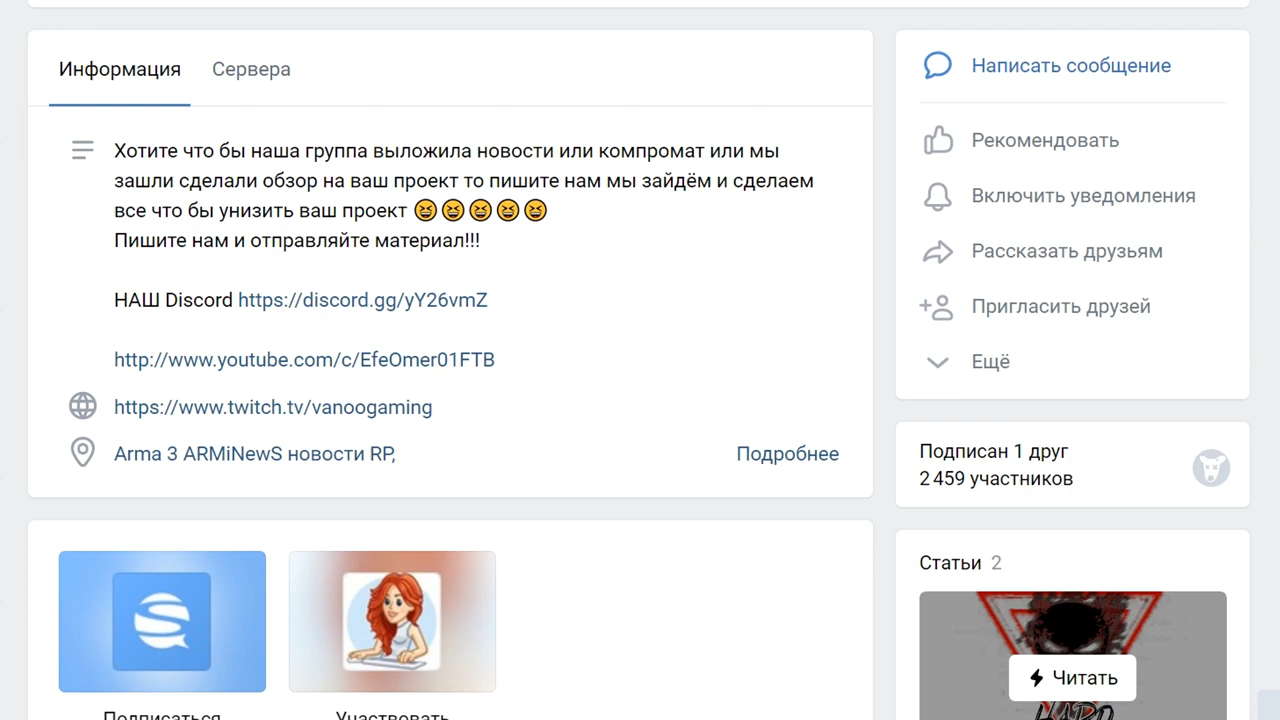 Информация
Сервера
Хотите что бы наша группа выложила новости или компромат или мы
зашли сделали обзор на ваш проект то пишите нам мы зайдём и сделаем
все что бы унизить ваш проект 😆😆😆😆😆
Пишите нам и отправляйте материал!!!
НАШ Discord https://discord.gg/yY26vmZ
http://www.youtube.com/c/EfeOmer01FTB
https://www.twitch.tv/vanoogaming
Arma 3 ARMiNewS новости RP,
Подробнее
Подписаться
Участвовать
Написать сообщение
Рекомендовать
Включить уведомления
Рассказать друзьям
Пригласить друзей
Ещё
Подписан 1 друг
2 459 участников
Статьи 2
Читать
HARD